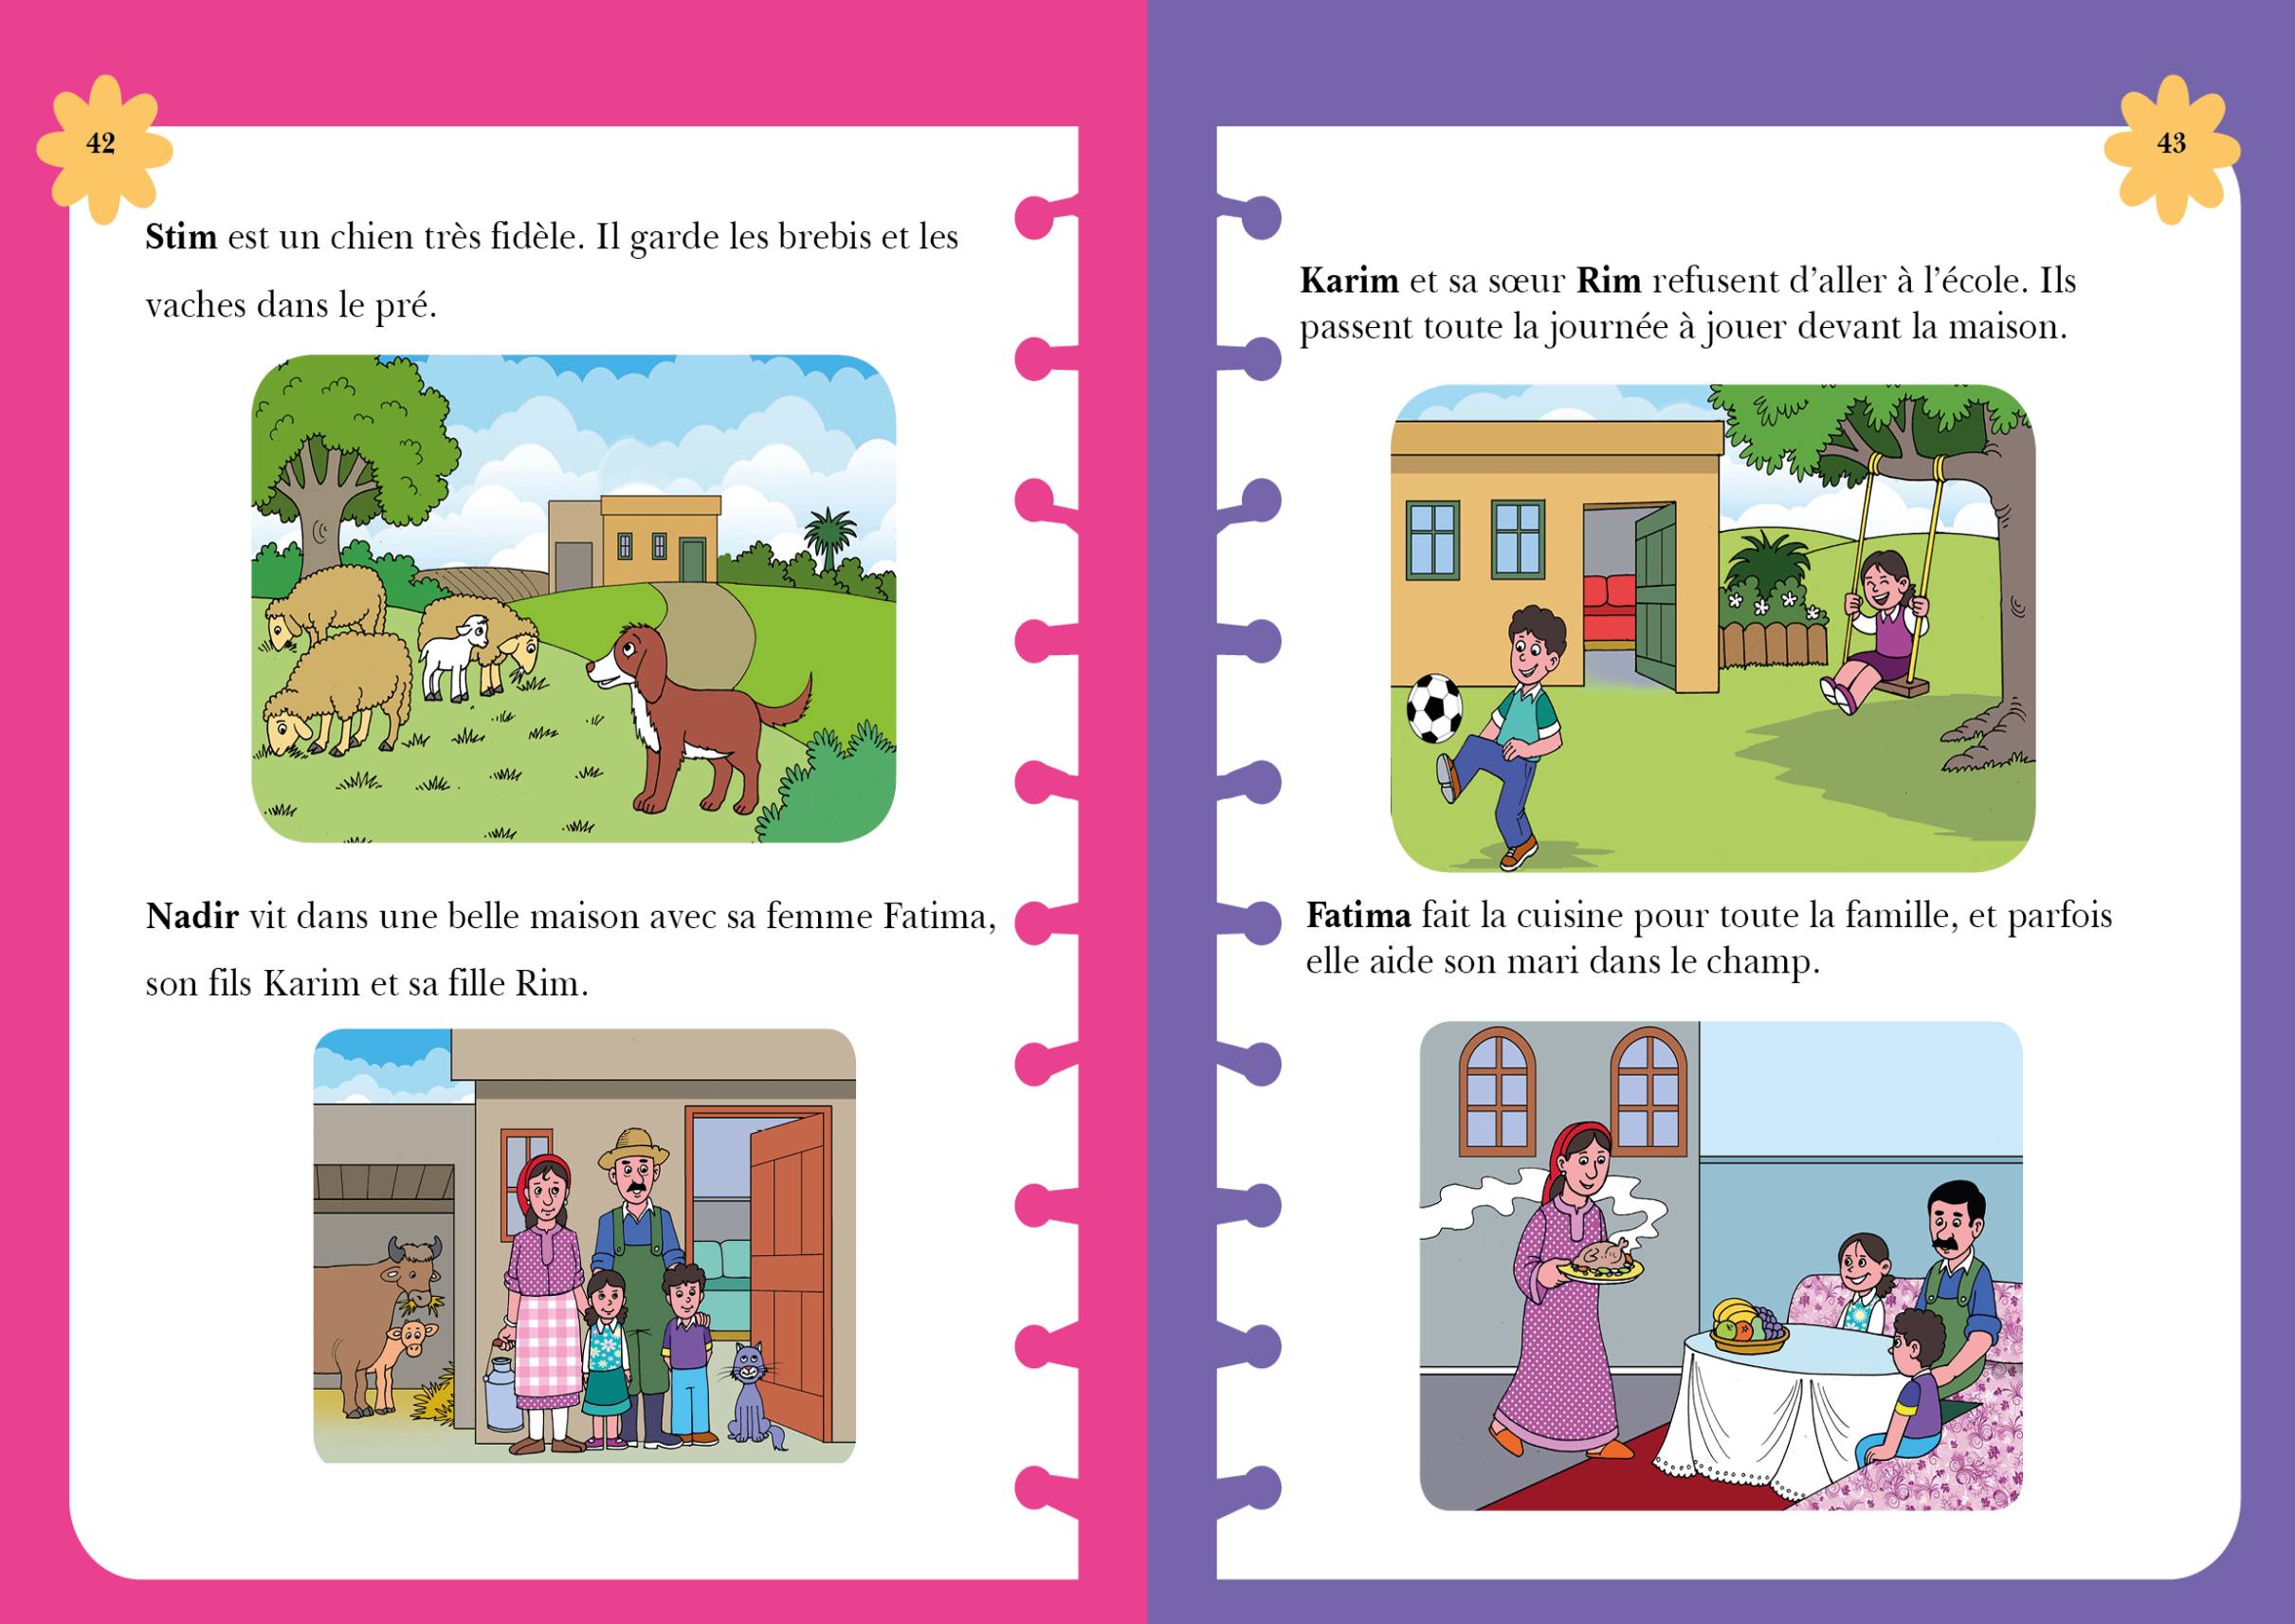 42
Stim est un chien très fidèle. Il garde les brebis et les
vaches dans le pré.
Nadir vit dans une belle maison avec sa femme Fatima,
son fils Karim et sa fille Rim.
43
Karim et sa sœur Rim refusent d’aller à l’école. Ils
passent toute la journée à jouer devant la maison.
Fatima fait la cuisine pour toute la famille, et parfois
elle aide son mari dans le champ.